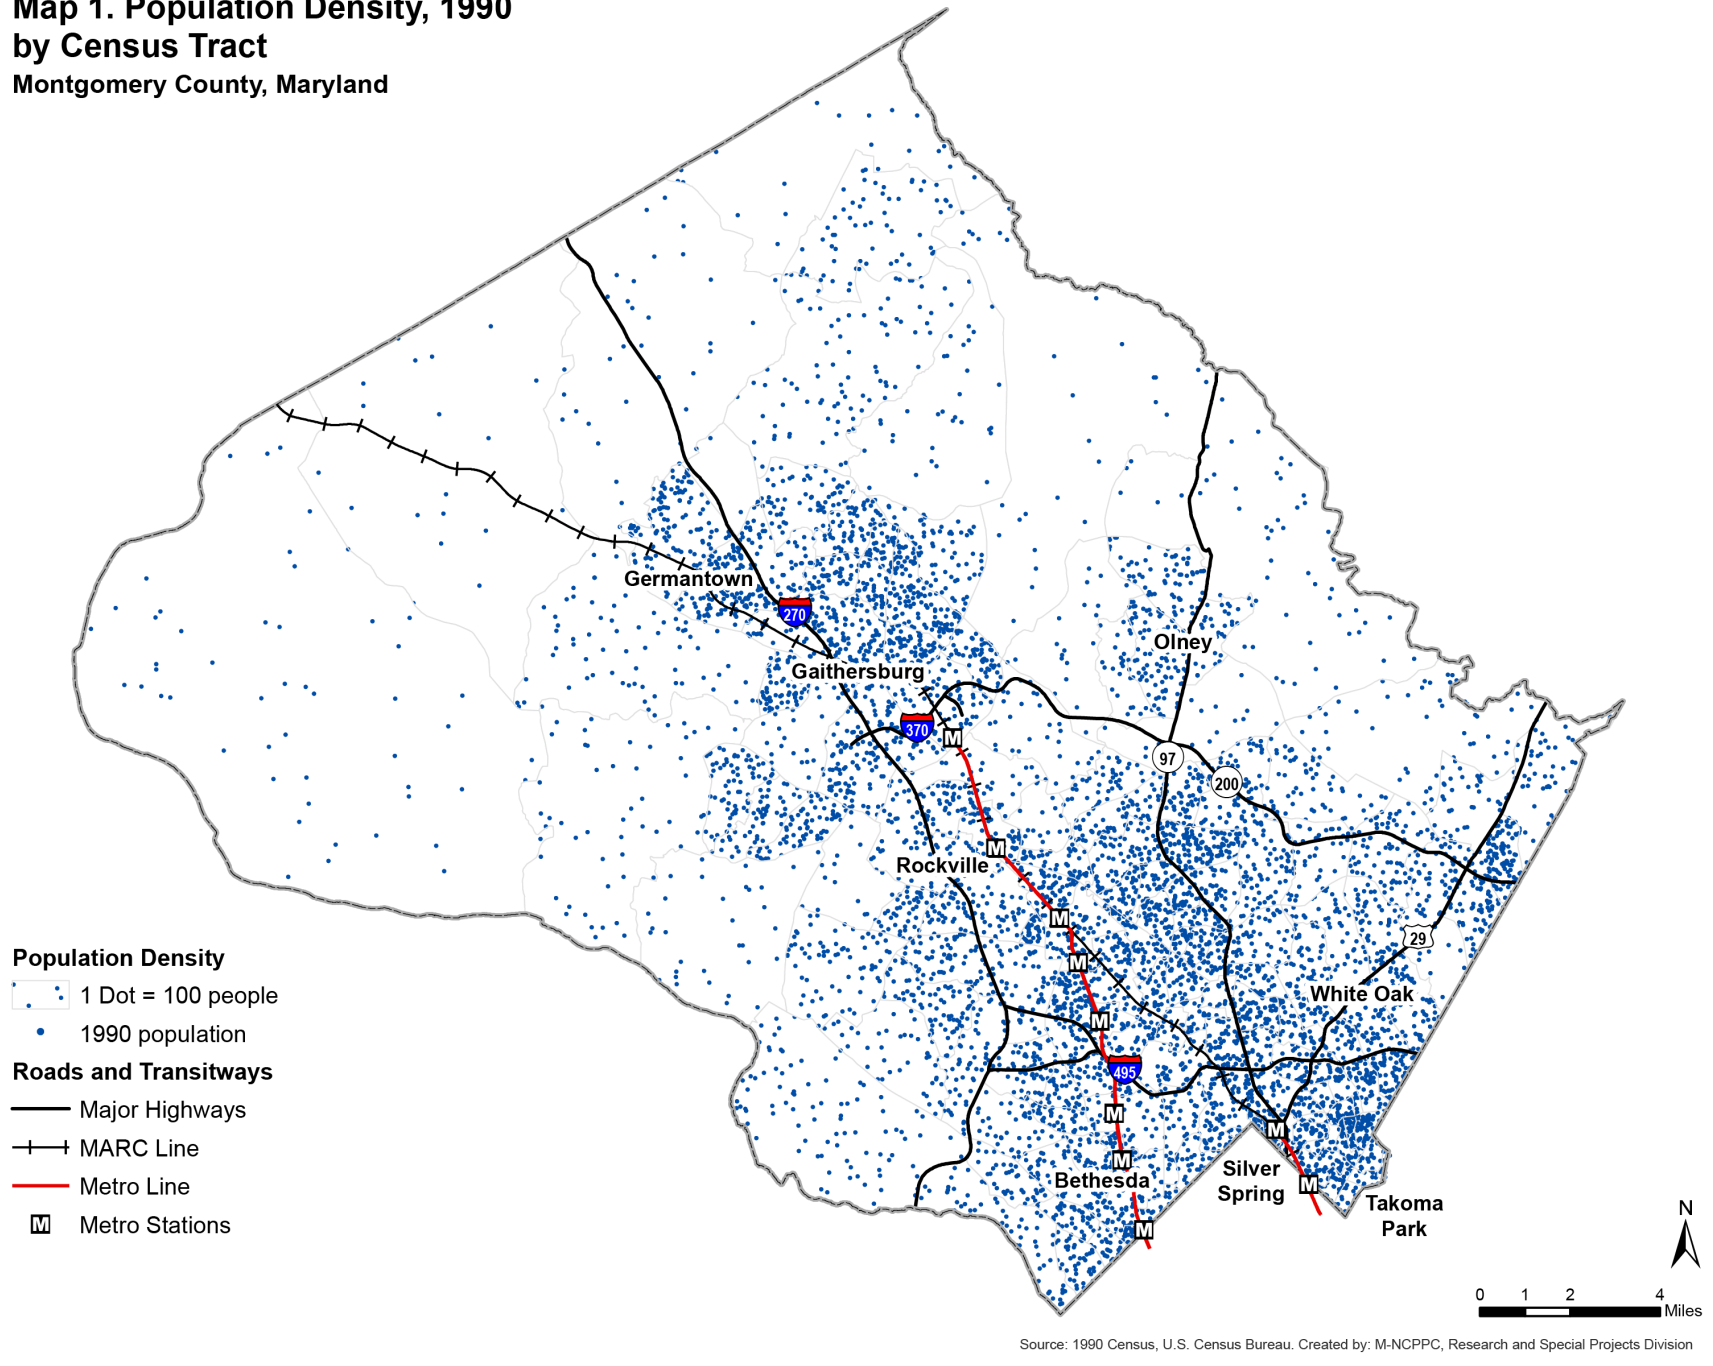 Map 1. Population Density, 1990
by Census Tract
Montgomery County, Maryland
Germantown
270
Gaithersburg
Olney
370
M
97
200
M
Rockville
M
29
M
White Oak
M
495
M
M
M
Bethesda
Silver
Spring
M
Takoma
Park
M
Population Density
1 Dot = 100 people
1990 population
Roads and Transitways
Major Highways
MARC Line
Metro Line
M Metro Stations
N
0 1 2 4
Miles
Source: 1990 Census, U.S. Census Bureau. Created by: M-NCPPC, Research and Special Projects Division